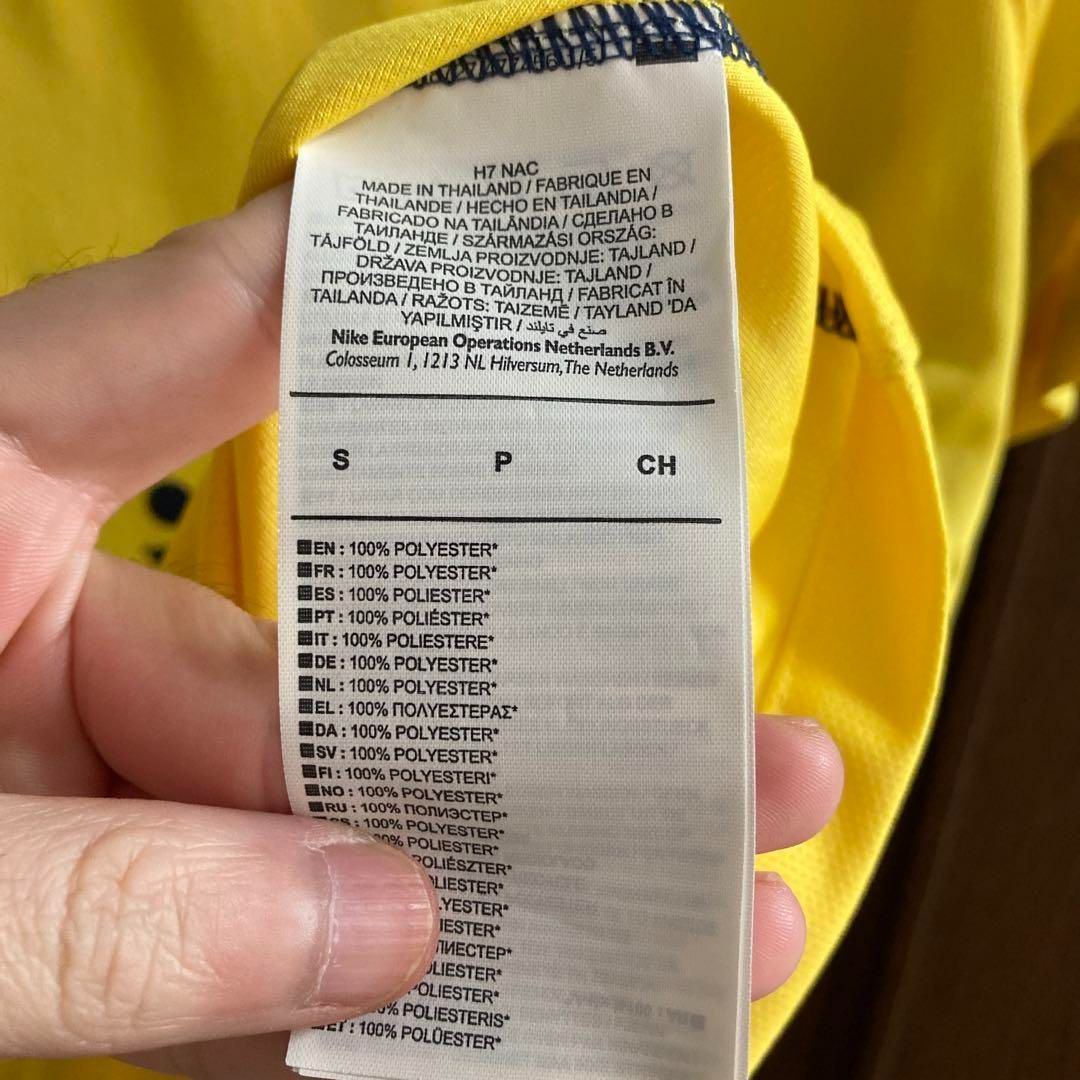 H7 NAC
MADE IN THAILAND / FABRIQUE EN
THAILANDE / HECHO EN TAILANDIA /
FABRICADO NA TAILÂNDIA / СДЕЛАНО В
ТАИЛАНДЕ / SZÁRMAZÁSI ORSZÁG:
TÁJFÖLD / ZEMLJA PROIZVODNJE: TAJLAND /
DRŽAVA PROIZVODNJE: TAJLAND /
ПРОИЗВЕДЕНО В ТАЙЛАНД / FABRICAT ÎN
TAILANDA / RAŽOTS: TAIZEMĒ / TAYLAND 'DA
YAPILMIŞTIR / صنع في تايلند
Nike European Operations Netherlands B.V.
Colosseum 1, 1213 NL Hilversum, The Netherlands
S P CH
EN : 100% POLYESTER*
FR : 100% POLYESTER*
ES : 100% POLIESTER*
PT : 100% POLIÉSTER*
IT : 100% POLIESTERE*
DE : 100% POLYESTER*
NL : 100% POLYESTER*
EL : 100% ΠΟΛΥΕΣΤΕΡΑΣ*
DA : 100% POLYESTER*
SV : 100% POLYESTER*
FI : 100% POLYESTERI*
NO : 100% POLYESTER*
RU : 100% ПОЛИЭСТЕР*
: 100% POLYESTER*
POLIESTER*
POLIÉSZTER*
POLIESTER*
% POLIESTERIS*
: 100% POLÜESTER*